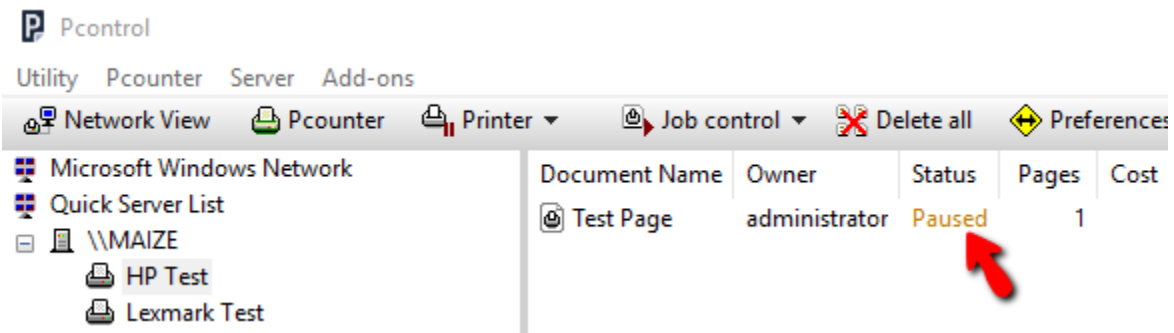 Pcontrol
Utility Pcounter Server Add-ons
Network View Pcounter Printer Job control Delete all Preferences
Microsoft Windows Network
Quick Server List
\\MAIZE
HP Test
Lexmark Test
Document Name Owner Status Pages Cost
Test Page administrator Paused 1